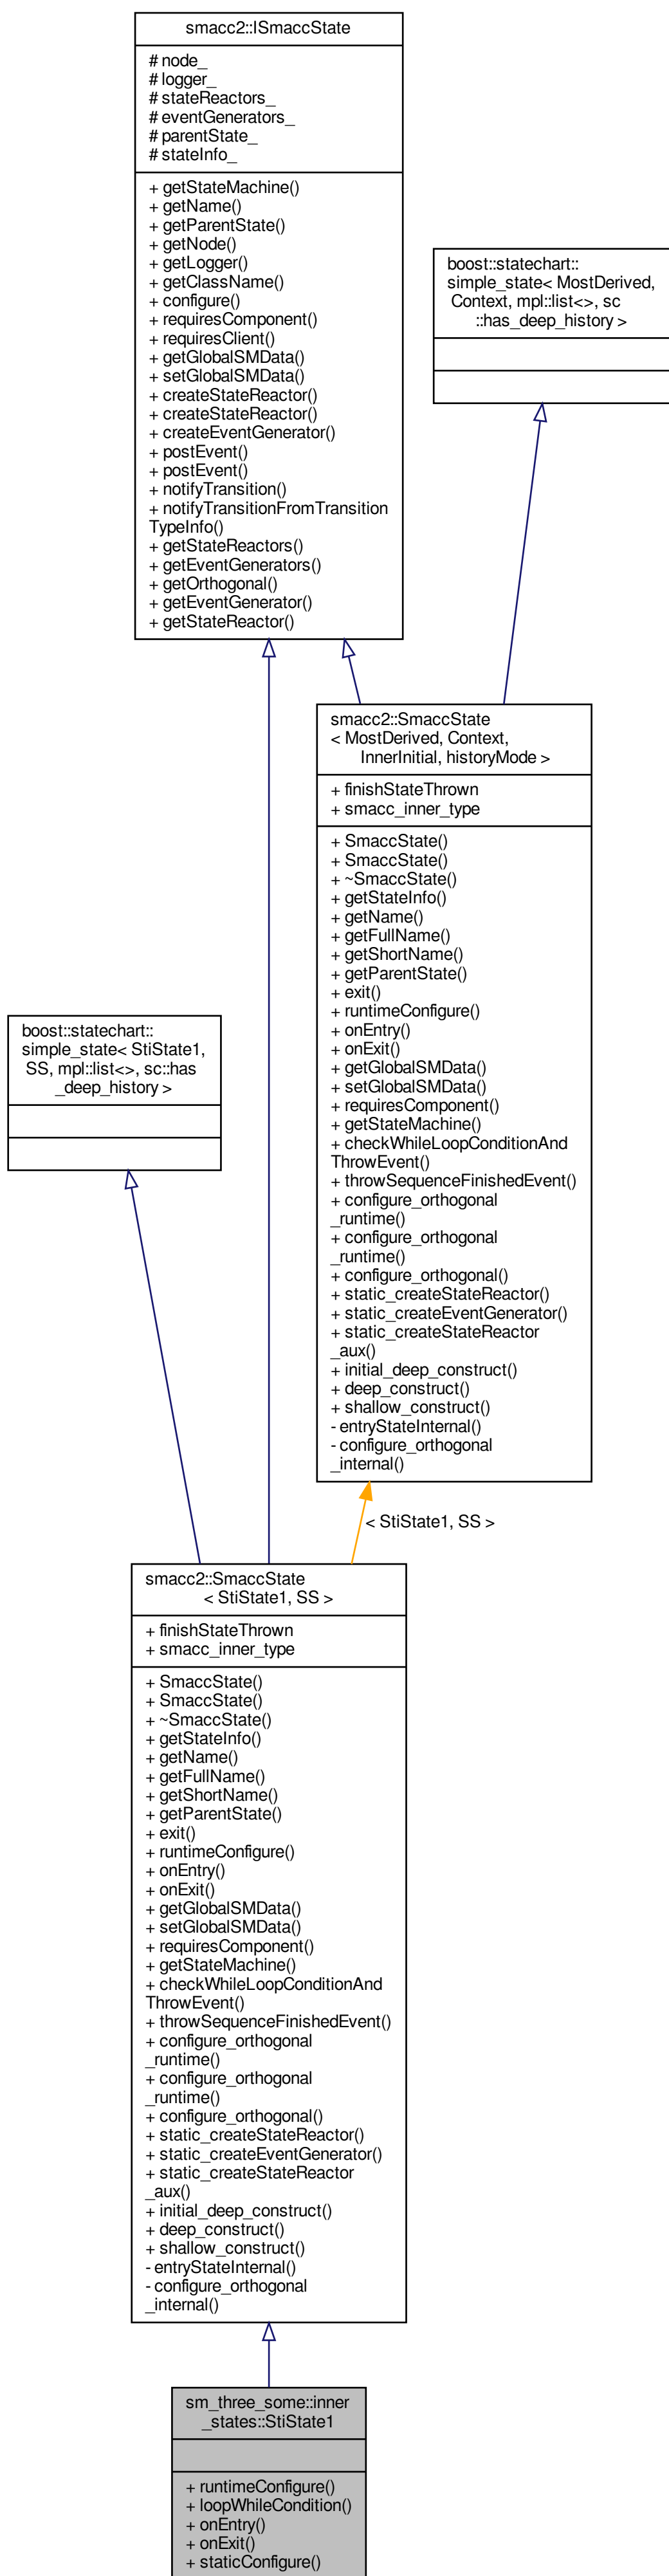 smacc2::ISmaccState
# node_
# logger_
# stateReactors_
# eventGenerators_
# parentState_
# stateInfo_
+ getStateMachine()
+ getName()
+ getParentState()
+ getNode()
+ getLogger()
+ getClassName()
+ configure()
+ requiresComponent()
+ requiresClient()
+ getGlobalSMData()
+ setGlobalSMData()
+ createStateReactor()
+ createStateReactor()
+ createEventGenerator()
+ postEvent()
+ postEvent()
+ notifyTransition()
+ notifyTransitionFromTransition
TypeInfo()
+ getStateReactors()
+ getEventGenerators()
+ getOrthogonal()
+ getEventGenerator()
+ getStateReactor()
boost::statechart::
simple_state< MostDerived,
Context, mpl::list<>, sc
::has_deep_history >
smacc2::SmaccState
< MostDerived, Context,
InnerInitial, historyMode >
+ finishStateThrown
+ smacc_inner_type
+ SmaccState()
+ SmaccState()
+ ~SmaccState()
+ getStateInfo()
+ getName()
+ getFullName()
+ getShortName()
+ getParentState()
+ exit()
+ runtimeConfigure()
+ onEntry()
+ onExit()
+ getGlobalSMData()
+ setGlobalSMData()
+ requiresComponent()
+ getStateMachine()
+ checkWhileLoopConditionAnd
ThrowEvent()
+ throwSequenceFinishedEvent()
+ configure_orthogonal
_runtime()
+ configure_orthogonal
_runtime()
+ configure_orthogonal()
+ static_createStateReactor()
+ static_createEventGenerator()
+ static_createStateReactor
_aux()
+ initial_deep_construct()
+ deep_construct()
+ shallow_construct()
- entryStateInternal()
- configure_orthogonal
_internal()
boost::statechart::
simple_state< StiState1,
SS, mpl::list<>, sc::has
_deep_history >
< StiState1, SS >
smacc2::SmaccState
< StiState1, SS >
+ finishStateThrown
+ smacc_inner_type
+ SmaccState()
+ SmaccState()
+ ~SmaccState()
+ getStateInfo()
+ getName()
+ getFullName()
+ getShortName()
+ getParentState()
+ exit()
+ runtimeConfigure()
+ onEntry()
+ onExit()
+ getGlobalSMData()
+ setGlobalSMData()
+ requiresComponent()
+ getStateMachine()
+ checkWhileLoopConditionAnd
ThrowEvent()
+ throwSequenceFinishedEvent()
+ configure_orthogonal
_runtime()
+ configure_orthogonal
_runtime()
+ configure_orthogonal()
+ static_createStateReactor()
+ static_createEventGenerator()
+ static_createStateReactor
_aux()
+ initial_deep_construct()
+ deep_construct()
+ shallow_construct()
- entryStateInternal()
- configure_orthogonal
_internal()
sm_three_some::inner
_states::StiState1
+ runtimeConfigure()
+ loopWhileCondition()
+ onEntry()
+ onExit()
+ staticConfigure()